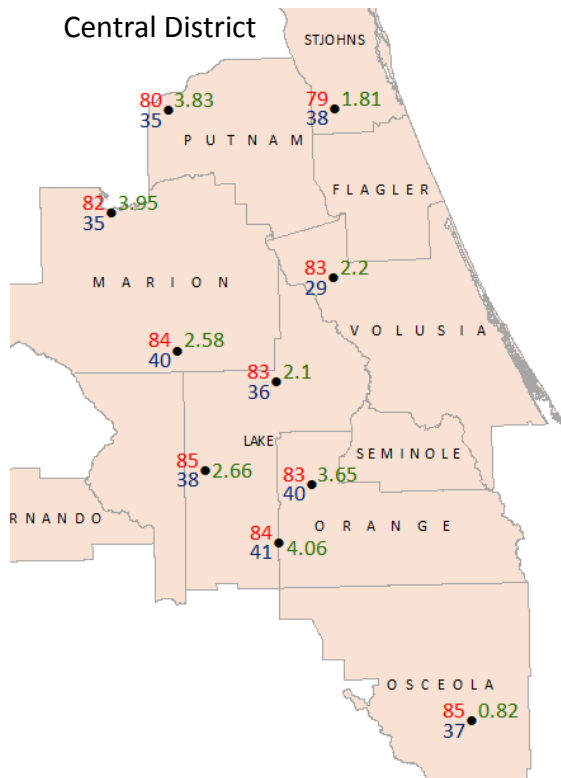 Central District
STJOHNS
80 3.83
35
79 1.81
38
PUTNAM
FLAGLER
82 3.95
35
83 2.2
29
MARION
VOLUSIA
84 2.58
40
83 2.1
36
LAKE
SEMINOLE
85 2.66
38
83 3.65
40
RNANDO
ORANGE
84 4.06
41
OSCEOLA
85 0.82
37